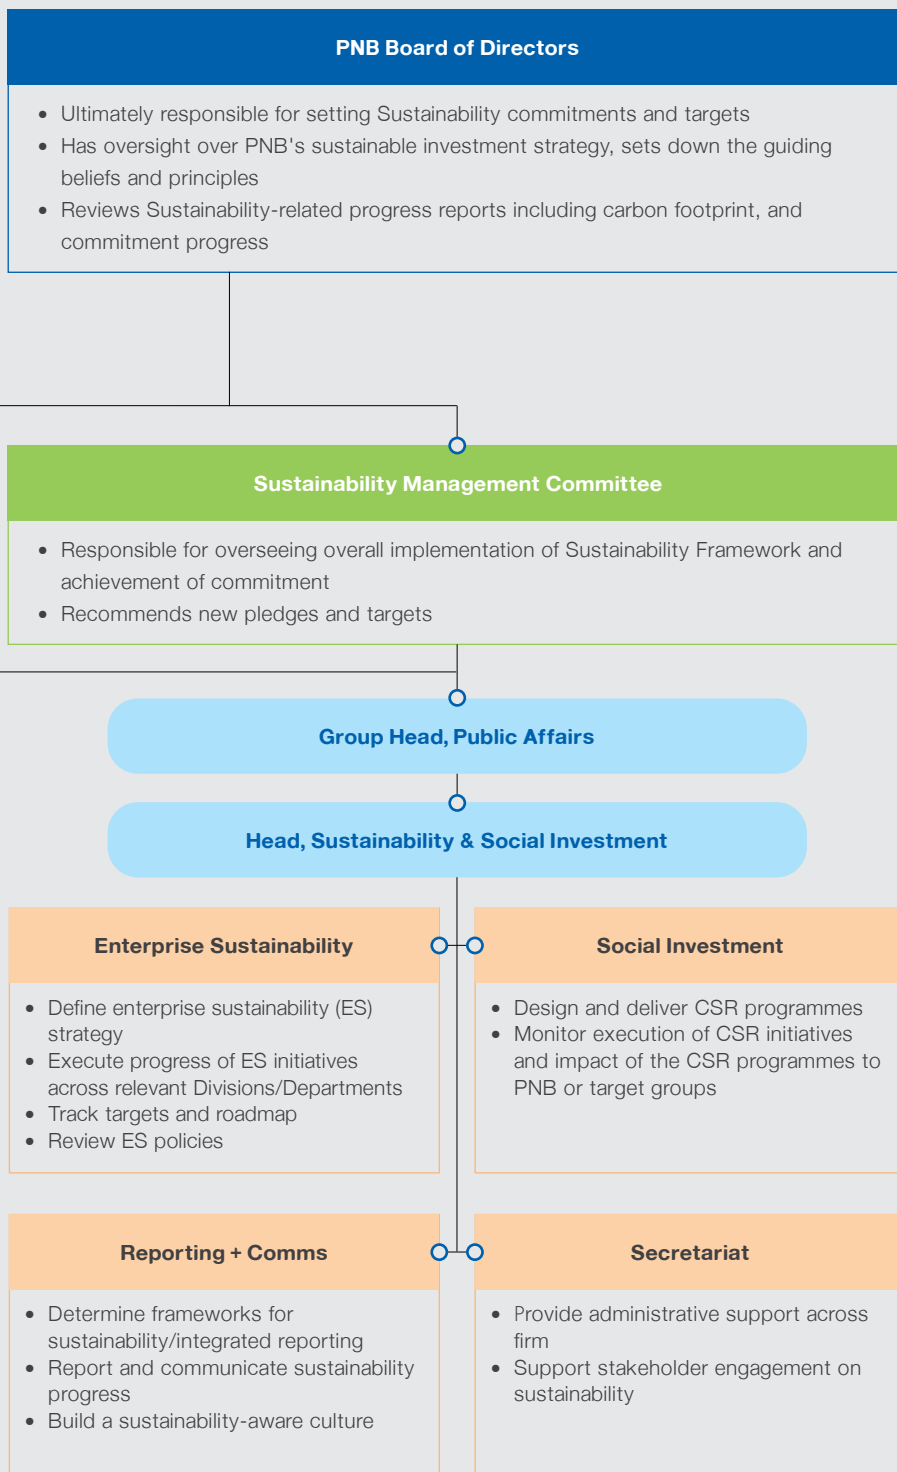 PNB Board of Directors
• Ultimately responsible for setting Sustainability commitments and targets
• Has oversight over PNB's sustainable investment strategy, sets down the guiding
beliefs and principles
• Reviews Sustainability-related progress reports including carbon footprint, and
commitment progress
Sustainability Management Committee
• Responsible for overseeing overall implementation of Sustainability Framework and
achievement of commitment
• Recommends new pledges and targets
Group Head, Public Affairs
Head, Sustainability & Social Investment
Enterprise Sustainability
• Define enterprise sustainability (ES)
strategy
• Execute progress of ES initiatives
across relevant Divisions/Departments
• Track targets and roadmap
• Review ES policies
Social Investment
• Design and deliver CSR programmes
• Monitor execution of CSR initiatives
and impact of the CSR programmes to
PNB or target groups
Reporting + Comms
• Determine frameworks for
sustainability/integrated reporting
• Report and communicate sustainability
progress
• Build a sustainability-aware culture
Secretariat
• Provide administrative support across
firm
• Support stakeholder engagement on
sustainability